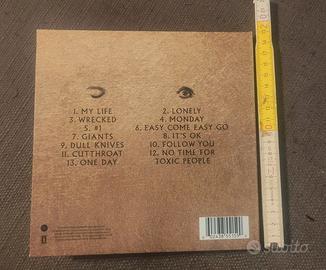 1. MY LIFE
2. LONELY
3. WRECKED
4. MONDAY
5. #1
6. EASY COME EASY GO
7. GIANTS
8. IT'S OK
9. DULL KNIVES
10. FOLLOW YOU
11. CUTTHROAT
12. NO TIME FOR
TOXIC PEOPLE
13. ONE DAY
subito